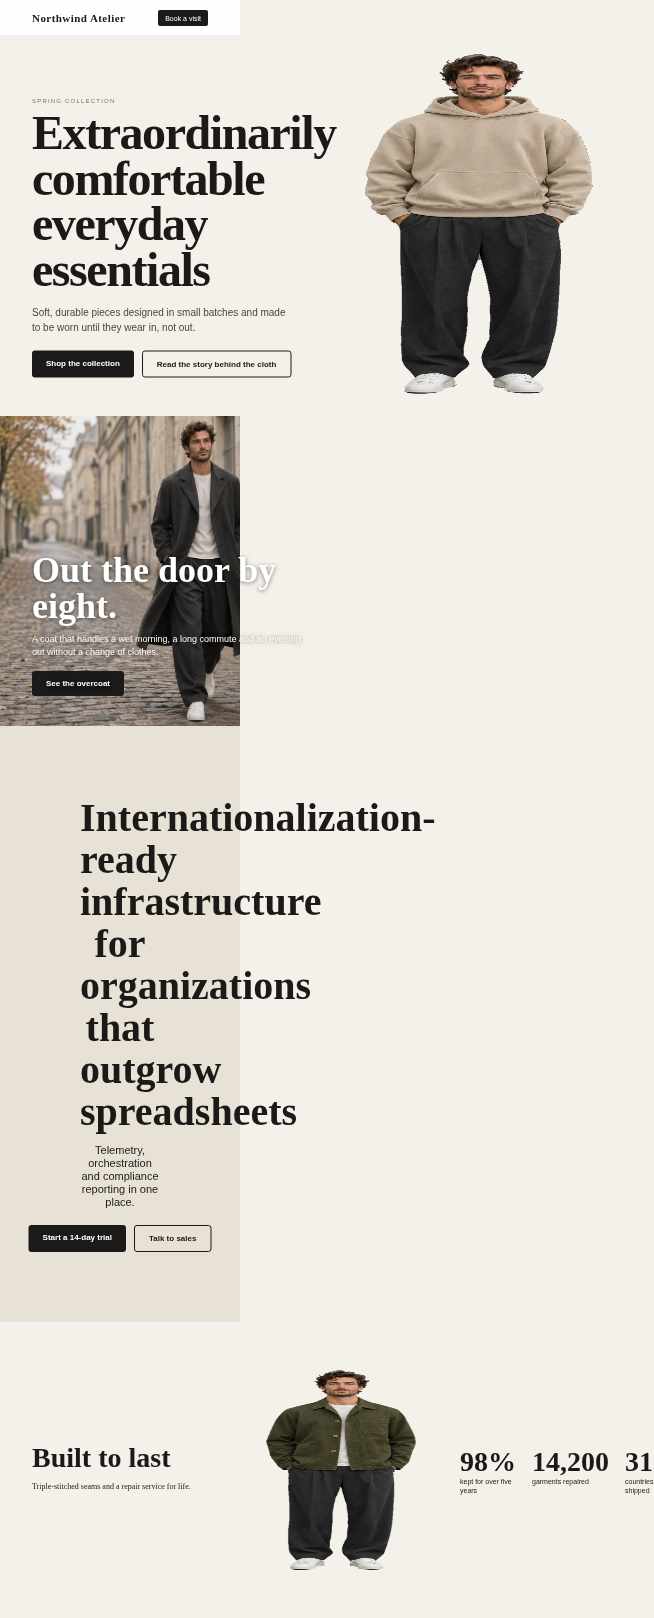 Northwind Atelier
Book a visit
SPRING COLLECTION
Extraordinarily
comfortable
everyday
essentials
Soft, durable pieces designed in small batches and made
to be worn until they wear in, not out.
Shop the collection
Read the story behind the cloth
Out the door by
eight.
A coat that handles a wet morning, a long commute and an evening
out without a change of clothes.
See the overcoat
Internationalization-
ready
infrastructure
for
organizations
that
outgrow
spreadsheets
Telemetry,
orchestration
and compliance
reporting in one
place.
Start a 14-day trial
Talk to sales
Built to last
Triple-stitched seams and a repair service for life.
98%
kept for over five
years
14,200
garments repaired
31
countries
shipped